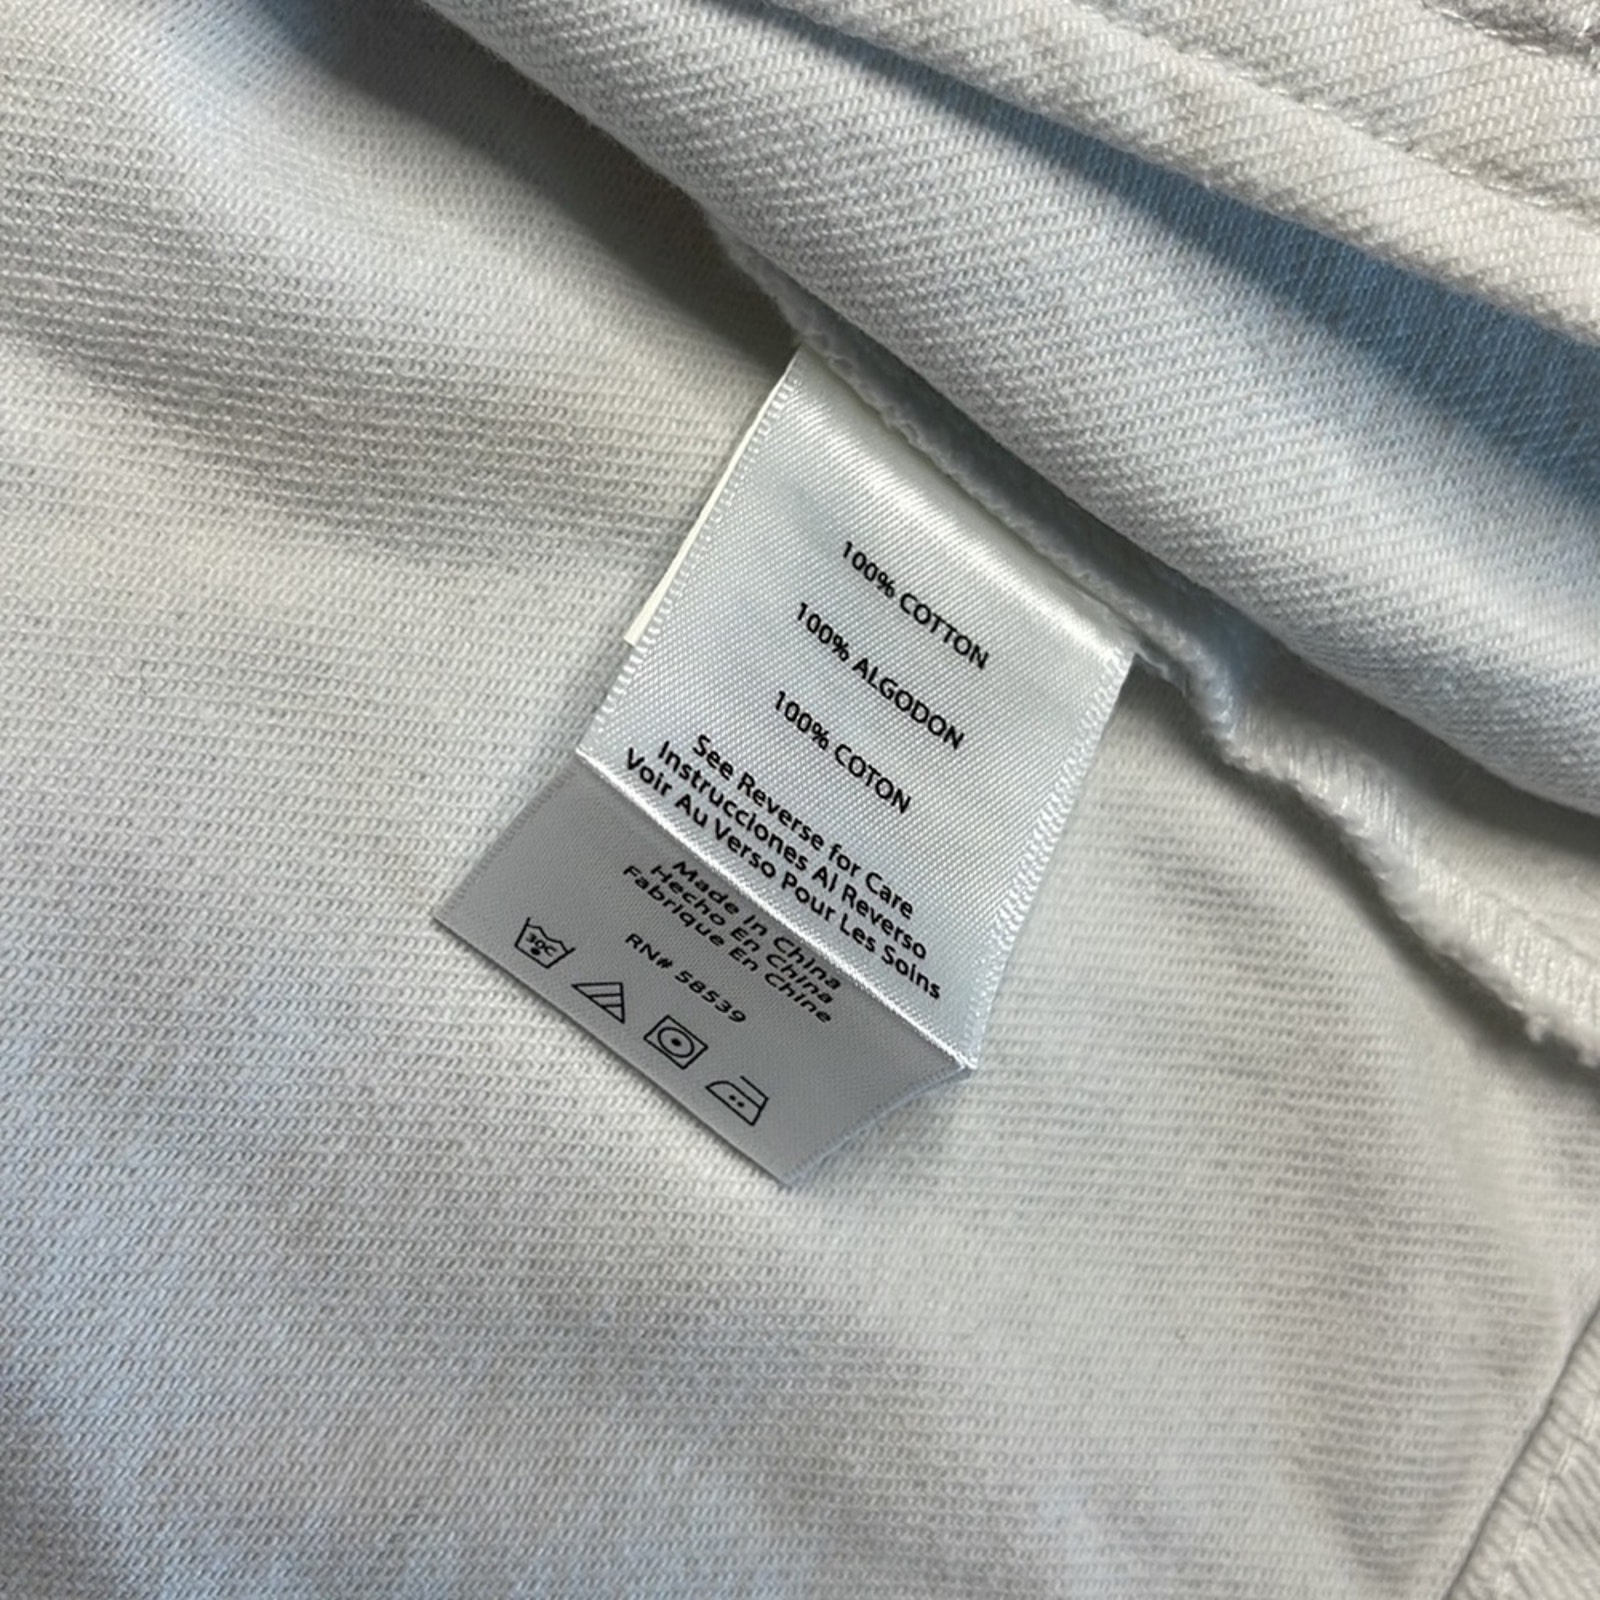 100% COTTON
100% ALGODON
100% COTON
See Reverse for Care
Instrucciones Al Reverso
Voir Au Verso Pour Les Soins
Made In China
Hecho En China
Fabrique En Chine
RN# 58539
30C